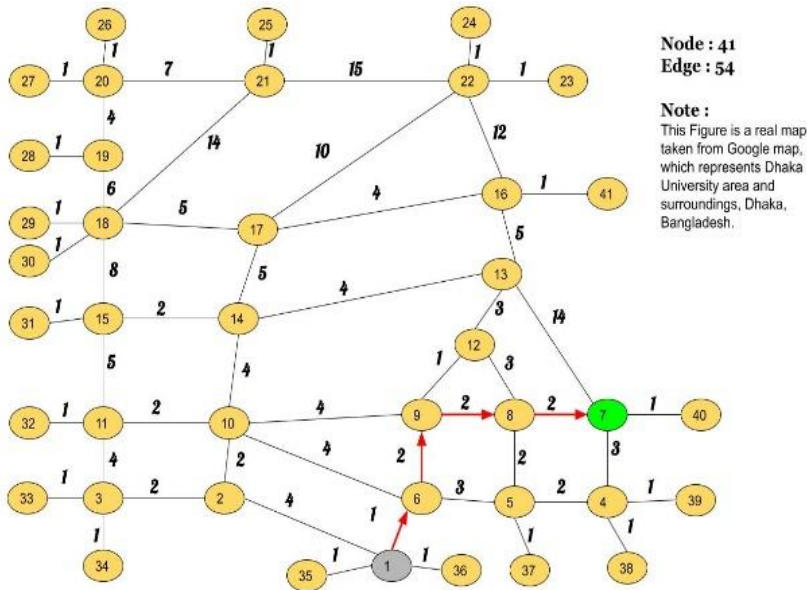 26 25 24
1 1 1
Node : 41
Edge : 54
27 1 20 7 21 15 22 1 23
4 14 10 12
Note :
This Figure is a real map
taken from Google map,
which represents Dhaka
University area and
surroundings, Dhaka,
Bangladesh.
28 1 19
6 4
16 1 41
29 1 18 5 17
30 1
8 5 5
4 13
3 14
31 1 15 2 14
12
5 4 1 3
32 1 11 2 10 4 9 2 8 2 7 1 40
4 2 4 2 2 3
33 1 3 2 2 4 6 3 5 2 4 1 39
1 1 1 1
34 35 1 1 1 36 37 38